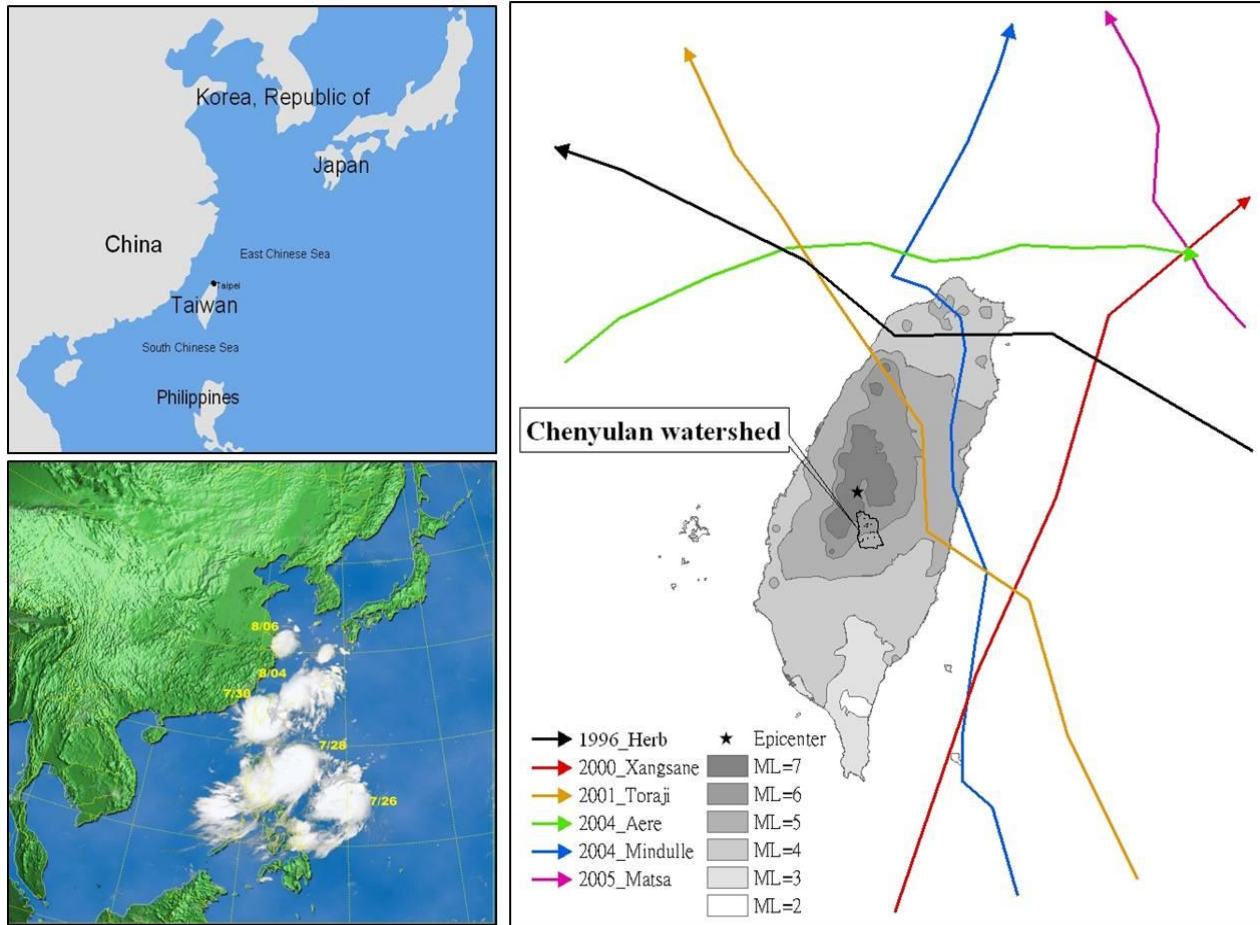 Korea, Republic of
Japan
China
East Chinese Sea
Taipei
Taiwan
South Chinese Sea
Philippines
8/06
8/04
7/30
7/28
7/26
Chenyulan watershed
1996_Herb
2000_Xangsane
2001_Toraji
2004_Aere
2004_Mindulle
2005_Matsa
Epicenter
ML=7
ML=6
ML=5
ML=4
ML=3
ML=2